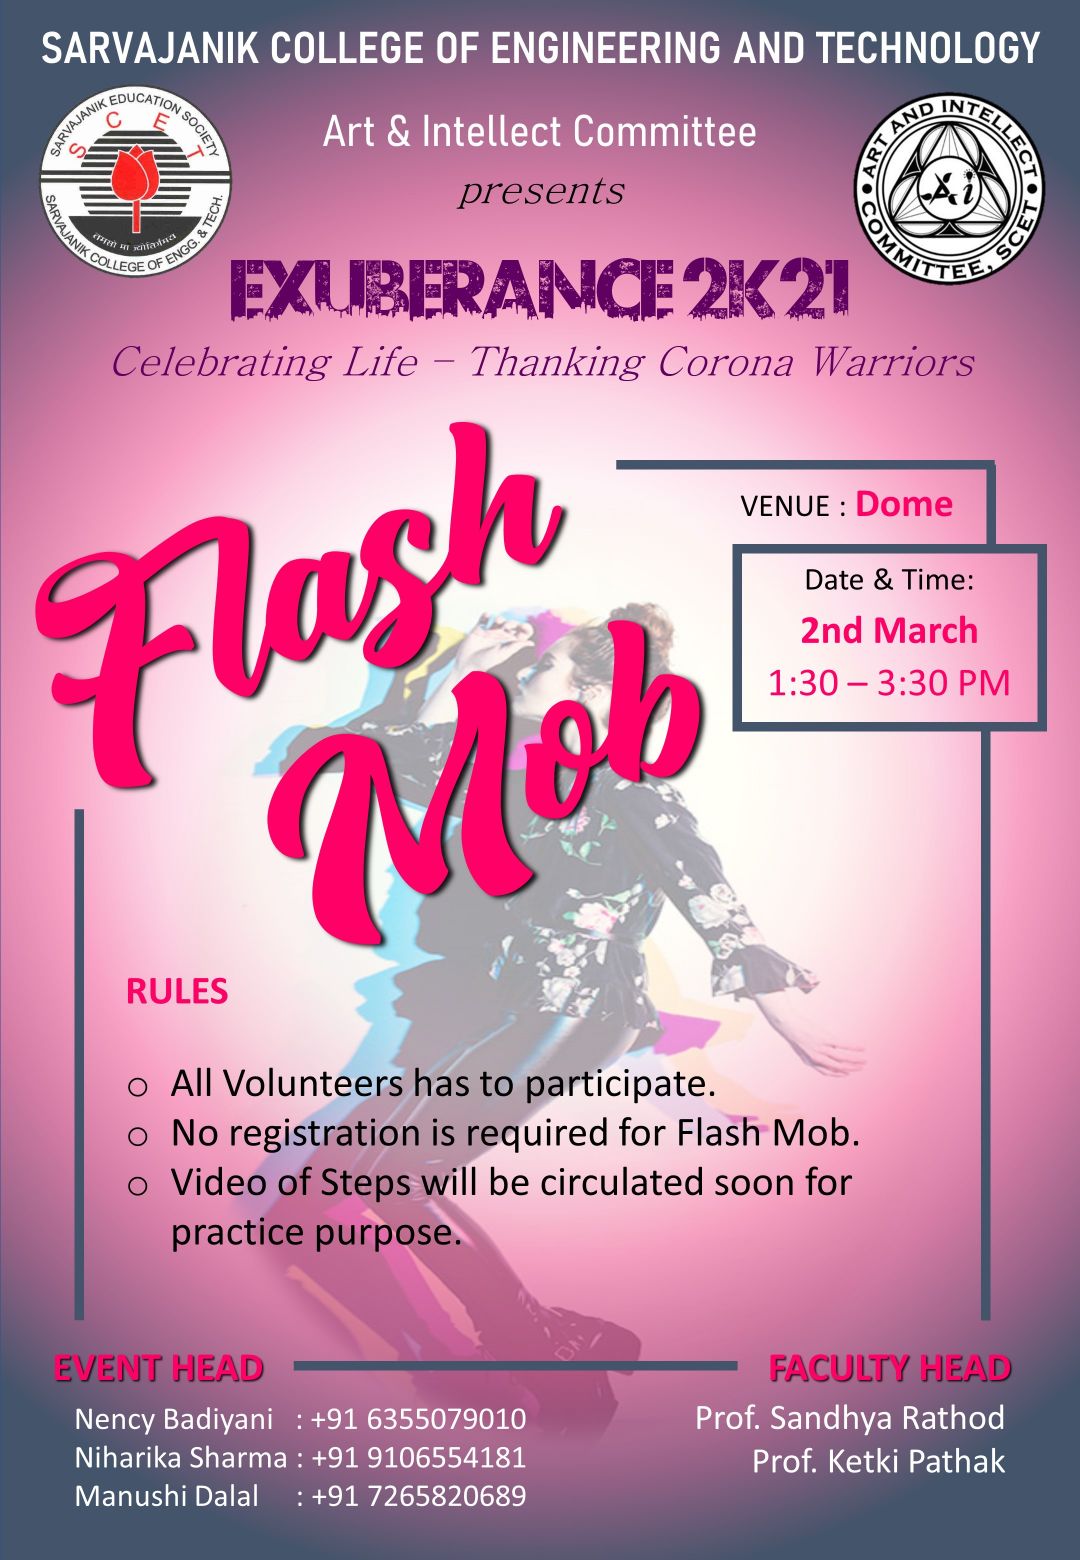 SARVAJANIK COLLEGE OF ENGINEERING AND TECHNOLOGY
SARVAJANIK EDUCATION SOCIETY
S C E T
तमसो मा ज्योतिर्गमय
SARVAJANIK COLLEGE OF ENGG. & TECH.
Art & Intellect Committee
presents
ART AND INTELLECT
Ai
COMMITTEE, SCET
EXUBERANCE 2K21
Celebrating Life – Thanking Corona Warriors
Flash
Mob
VENUE : Dome
Date & Time:
2nd March
1:30 – 3:30 PM
RULES
o All Volunteers has to participate.
o No registration is required for Flash Mob.
o Video of Steps will be circulated soon for
practice purpose.
EVENT HEAD
Nency Badiyani : +91 6355079010
Niharika Sharma : +91 9106554181
Manushi Dalal : +91 7265820689
FACULTY HEAD
Prof. Sandhya Rathod
Prof. Ketki Pathak